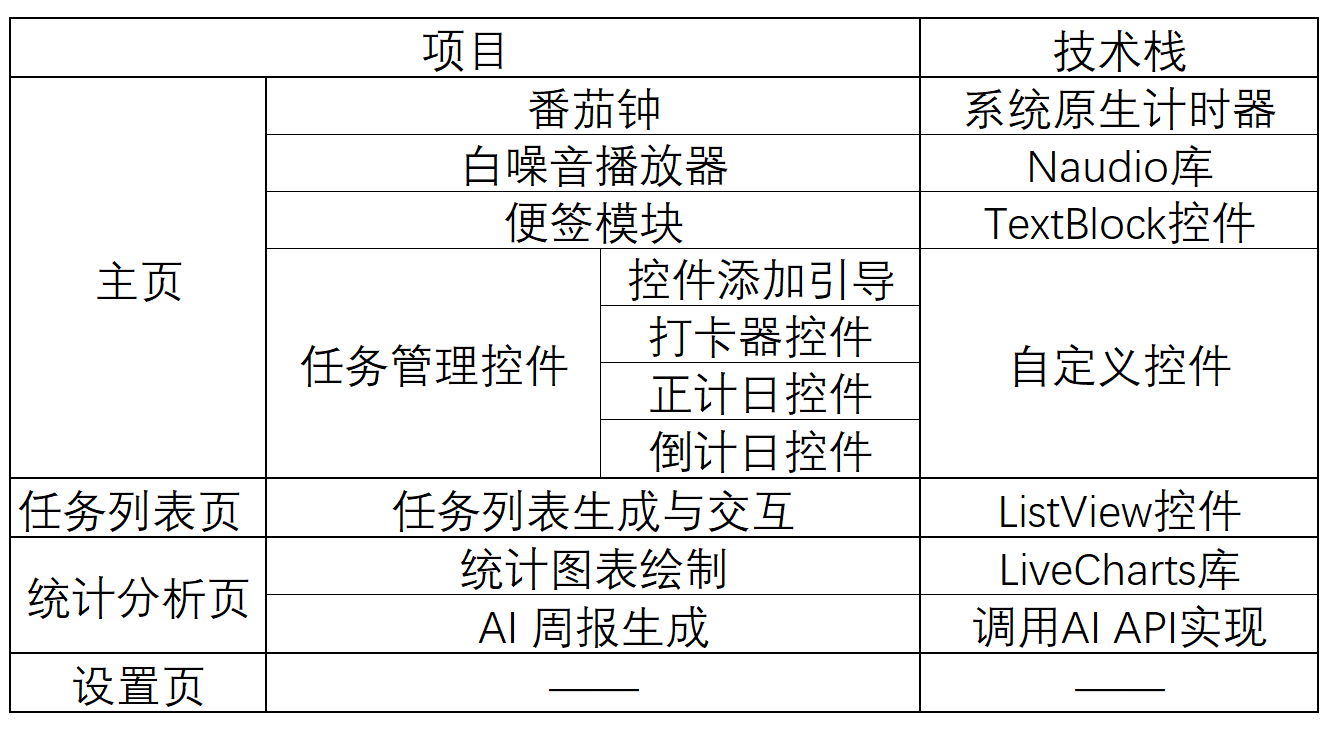 项目
技术栈
主页
番茄钟
系统原生计时器
白噪音播放器
Naudio库
便签模块
TextBlock控件
任务管理控件
控件添加引导
打卡器控件
正计日控件
倒计日控件
自定义控件
任务列表页
任务列表生成与交互
ListView控件
统计分析页
统计图表绘制
LiveCharts库
AI 周报生成
调用AI API实现
设置页
——
——